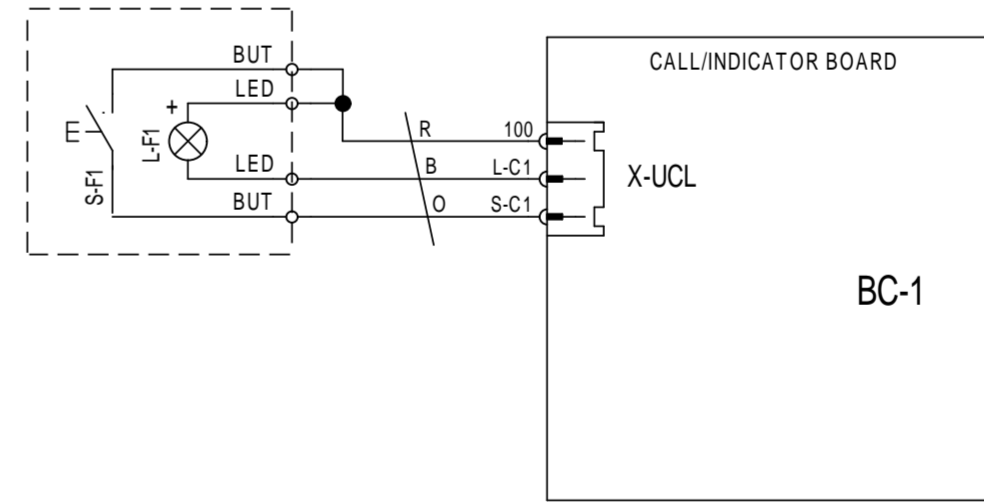 CALL/INDICATOR BOARD
BUT
LED
+
L-F1
S-F1
LED
BUT
R
B
O
100
L-C1
S-C1
X-UCL
BC-1